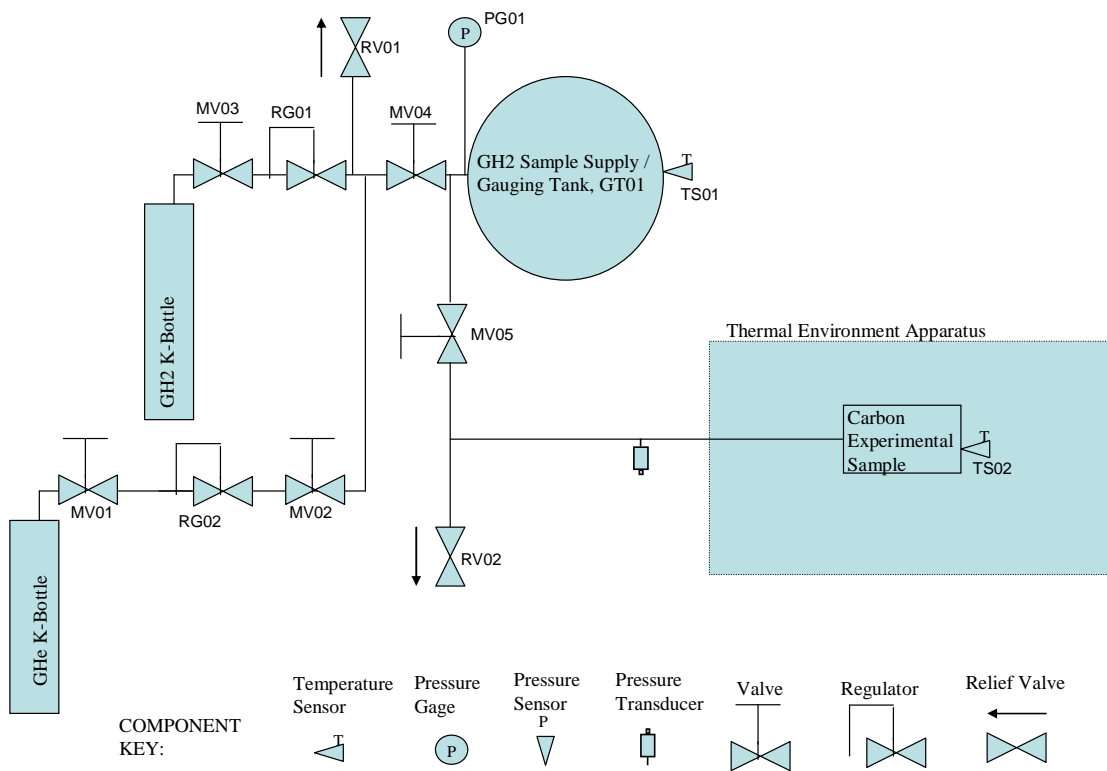 PG01
P
RV01
MV03
RG01
MV04
GH2 Sample Supply /
Gauging Tank, GT01
T
TS01
GH2 K-Bottle
MV05
Thermal Environment Apparatus
Carbon
Experimental
Sample
T
TS02
MV01
RG02
MV02
RV02
GHe K-Bottle
COMPONENT
KEY:
Temperature
Sensor
T
Pressure
Gage
P
Pressure
Sensor
P
Pressure
Transducer
Valve
Regulator
Relief Valve